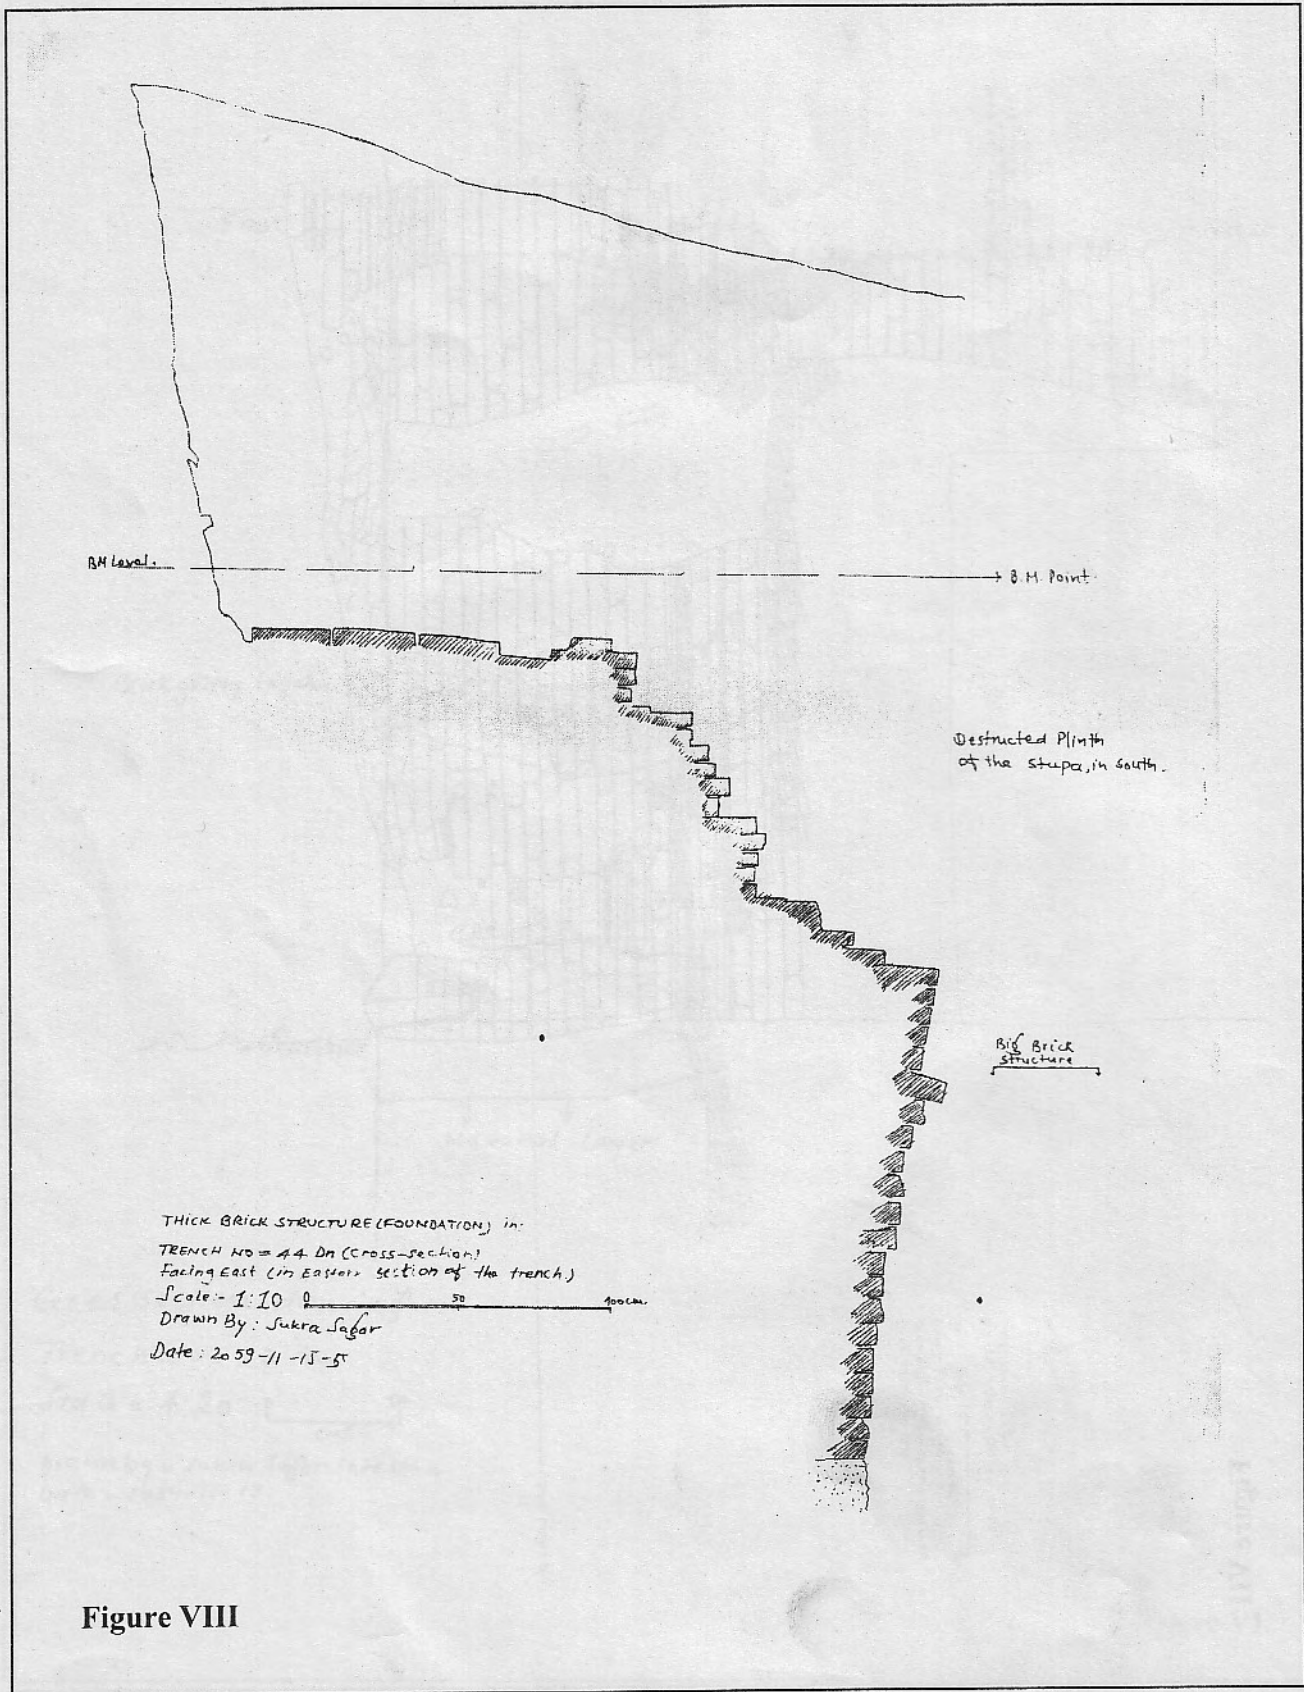 BM Level.
B.M. Point
Destructed Plinth
of the stupa, in south.
Big Brick
structure
THICK BRICK STRUCTURE (FOUNDATION) in:
TRENCH NO = 44 Dn (Cross-section)
Facing East (in Eastern section of the trench.)
Scale:- 1:10 0 50 100cm.
Drawn By: Sukra Sagar
Date: 2059-11-15-5
Figure VIII